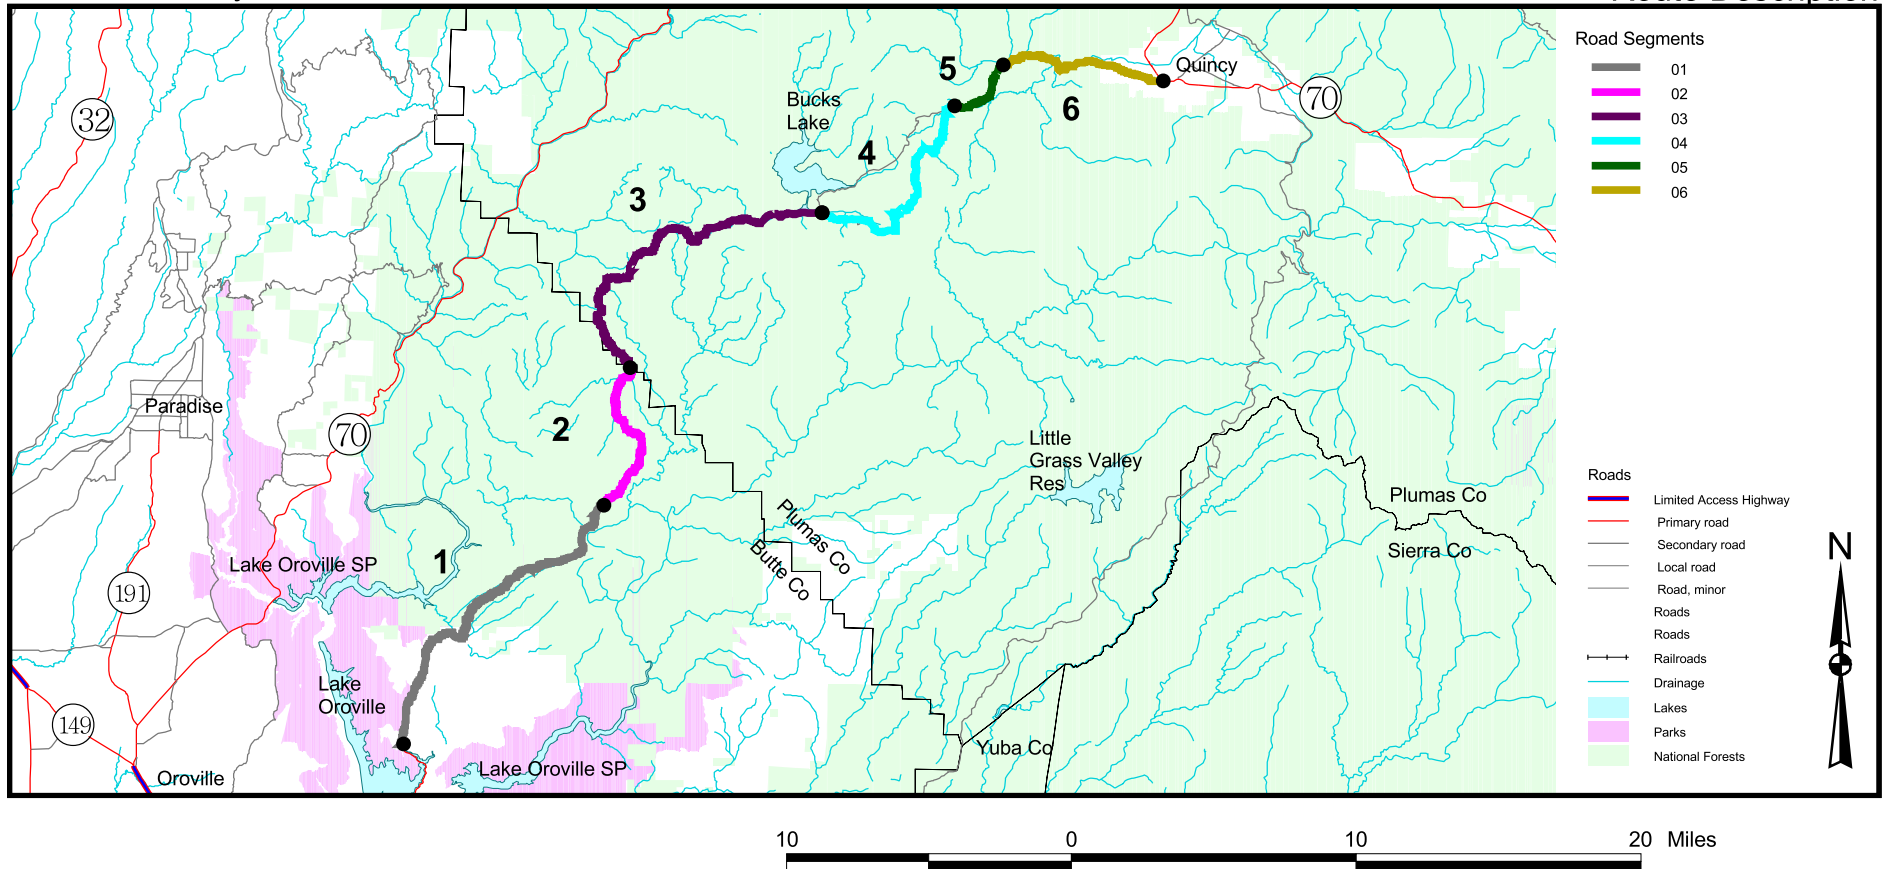 Route Description
Road Segments
01
02
03
04
05
06
32
Bucks
Lake
5
6
Quincy
70
4
3
Paradise
70
2
Little
Grass Valley
Res
Plumas Co
Sierra Co
Plumas Co
Butte Co
1
Lake Oroville SP
191
Lake
Oroville
149
Oroville
Lake Oroville SP
Yuba Co
Roads
Limited Access Highway
Primary road
Secondary road
Local road
Road, minor
Roads
Roads
Railroads
Drainage
Lakes
Parks
National Forests
N
10 0 10 20 Miles